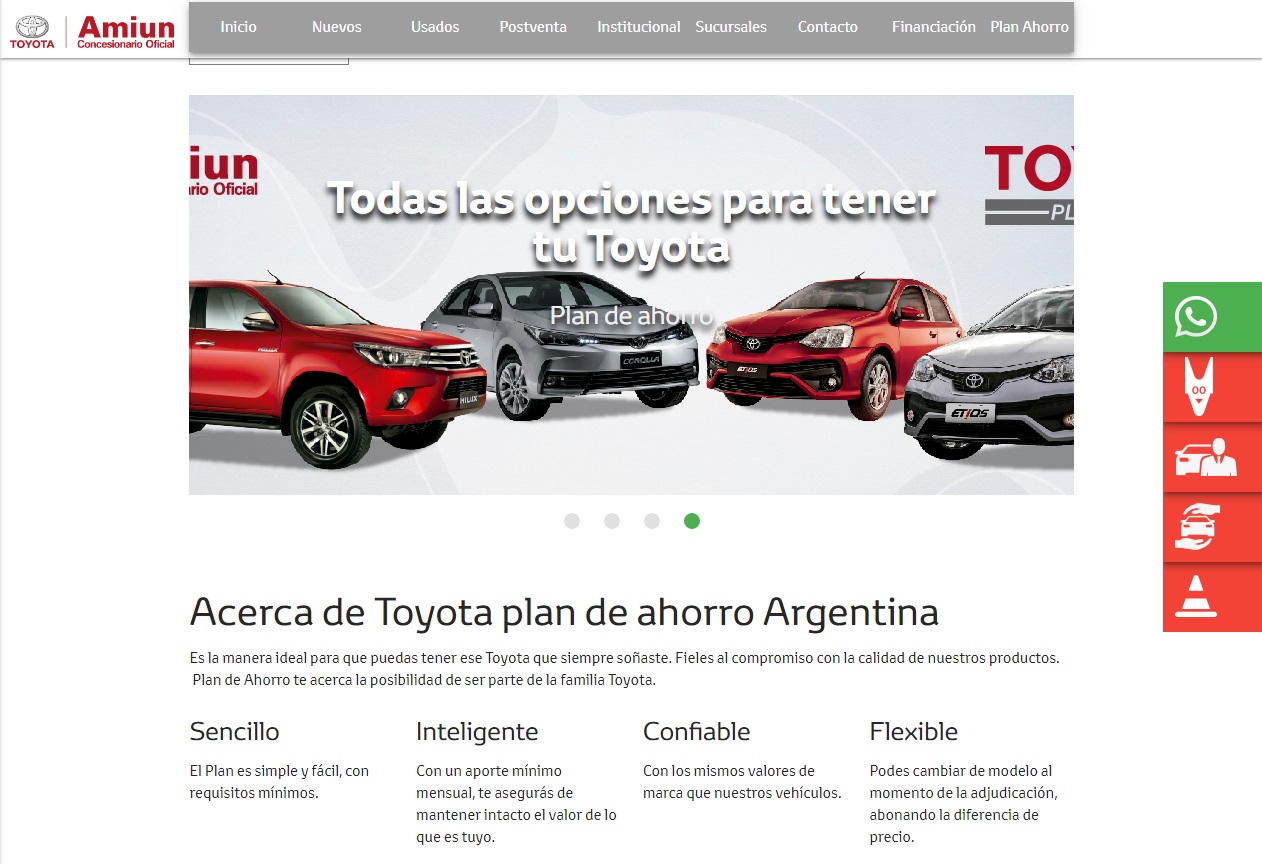 TOYOTA
Amiun
Concesionario Oficial
Inicio
Nuevos
Usados
Postventa
Institucional
Sucursales
Contacto
Financiación
Plan Ahorro
iun
rio Oficial
TO
PL
Todas las opciones para tener
tu Toyota
Plan de ahorro
HILUX
COROLLA
ETIOS
ETIOS
Acerca de Toyota plan de ahorro Argentina
Es la manera ideal para que puedas tener ese Toyota que siempre soñaste. Fieles al compromiso con la calidad de nuestros productos.
Plan de Ahorro te acerca la posibilidad de ser parte de la familia Toyota.
Sencillo
El Plan es simple y fácil, con
requisitos mínimos.
Inteligente
Con un aporte mínimo
mensual, te asegurás de
mantener intacto el valor de lo
que es tuyo.
Confiable
Con los mismos valores de
marca que nuestros vehículos.
Flexible
Podes cambiar de modelo al
momento de la adjudicación,
abonando la diferencia de
precio.